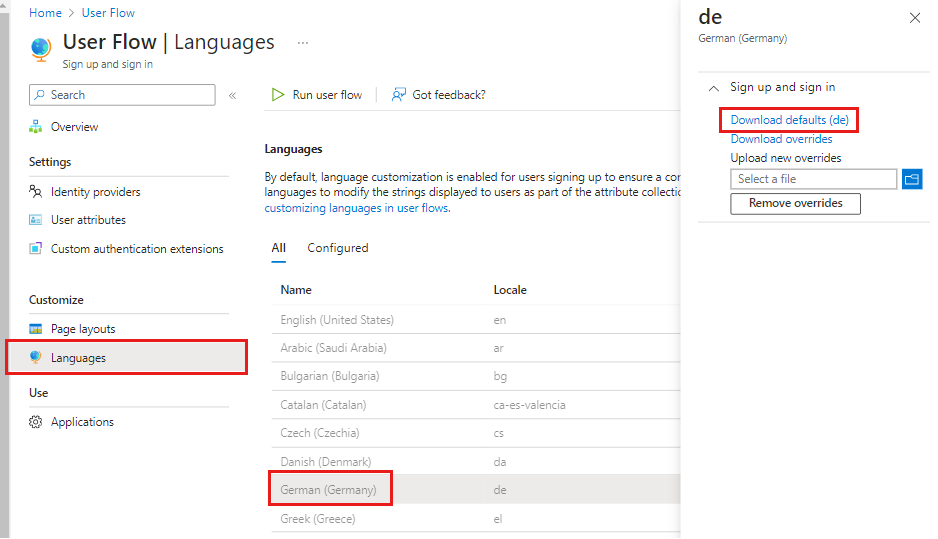 Home > User Flow
User Flow | Languages ...
Sign up and sign in
Search
«
Overview
Settings
Identity providers
User attributes
Custom authentication extensions
Customize
Page layouts
Languages
Use
Applications
Run user flow
Got feedback?
Languages
By default, language customization is enabled for users signing up to ensure a con
languages to modify the strings displayed to users as part of the attribute collectio
customizing languages in user flows.
All Configured
Name Locale
English (United States) en
Arabic (Saudi Arabia) ar
Bulgarian (Bulgaria) bg
Catalan (Catalan) ca-es-valencia
Czech (Czechia) cs
Danish (Denmark) da
German (Germany) de
Greek (Greece) el
de
German (Germany)
Sign up and sign in
Download defaults (de)
Download overrides
Upload new overrides
Select a file
Remove overrides